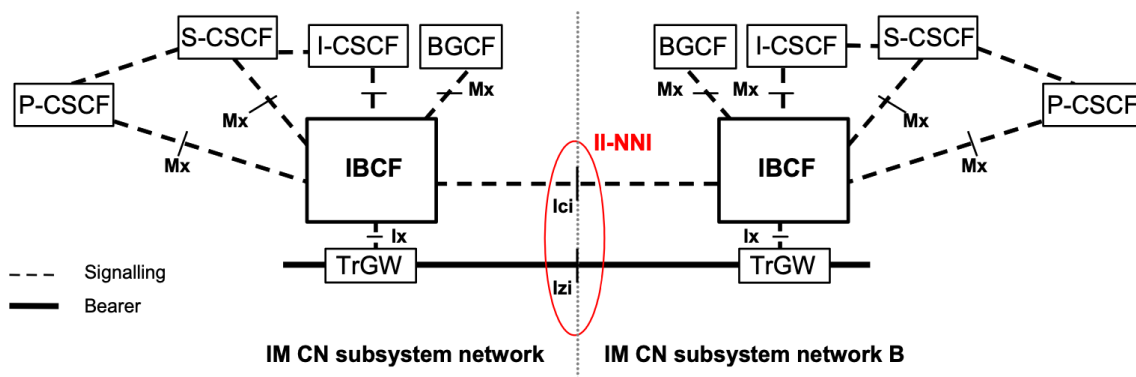 S-CSCF
I-CSCF
BGCF
BGCF
I-CSCF
S-CSCF
P-CSCF
P-CSCF
Mx
Mx
Mx
Mx
Mx
Mx
Mx
Mx
II-NNI
IBCF
IBCF
Ici
Ix
Ix
TrGW
TrGW
Signalling
Izi
Bearer
IM CN subsystem network
IM CN subsystem network B